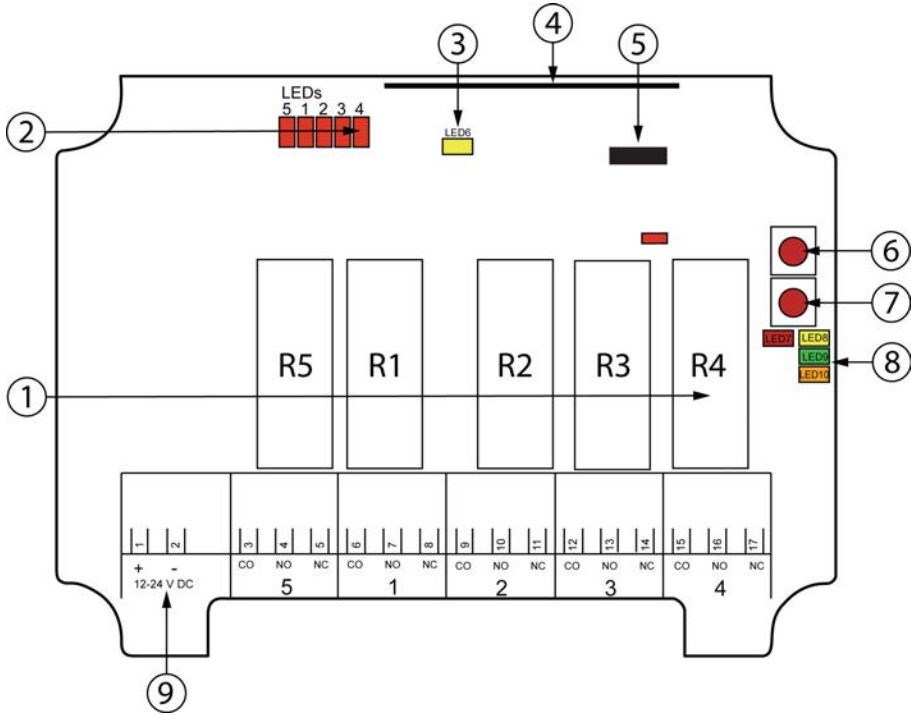 3 4 5
LEDs
5 1 2 3 4
2
LED6
6
7
LED7 LED8
LED9
8
LED10
R5 R1 R2 R3 R4
1
1 2 3 4 5 6 7 8 9 10 11 12 13 14 15 16 17
+ - CO NO NC CO NO NC CO NO NC CO NO NC CO NO NC
12-24 V DC
5 1 2 3 4
9